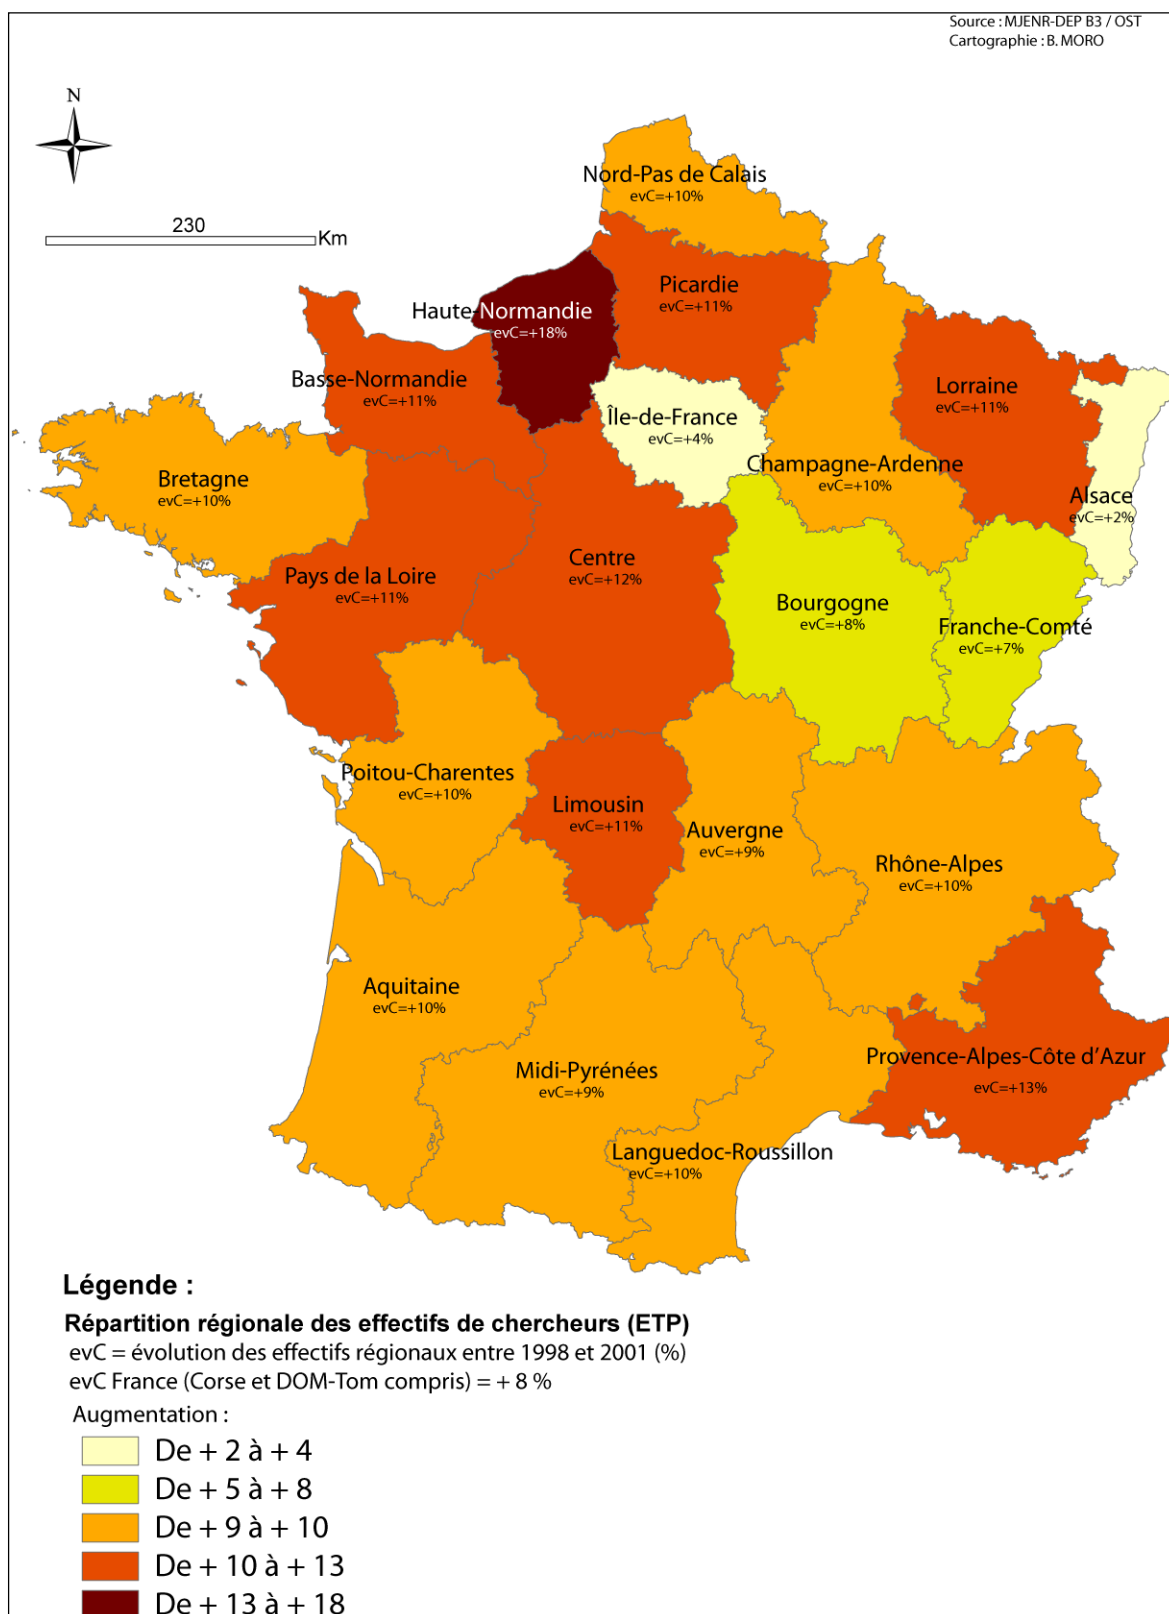 Source : MJENR-DEP B3 / OST
Cartographie : B. MORO
N
230
Km
Nord-Pas de Calais
evC=+10%
Picardie
evC=+11%
Haute-Normandie
evC=+18%
Basse-Normandie
evC=+11%
Île-de-France
evC=+4%
Lorraine
evC=+11%
Champagne-Ardenne
evC=+10%
Alsace
evC=+2%
Bretagne
evC=+10%
Pays de la Loire
evC=+11%
Centre
evC=+12%
Bourgogne
evC=+8%
Franche-Comté
evC=+7%
Poitou-Charentes
evC=+10%
Limousin
evC=+11%
Auvergne
evC=+9%
Rhône-Alpes
evC=+10%
Aquitaine
evC=+10%
Midi-Pyrénées
evC=+9%
Provence-Alpes-Côte d'Azur
evC=+13%
Languedoc-Roussillon
evC=+10%
Légende :
Répartition régionale des effectifs de chercheurs (ETP)
evC = évolution des effectifs régionaux entre 1998 et 2001 (%)
evC France (Corse et DOM-Tom compris) = + 8 %
Augmentation :
De + 2 à + 4
De + 5 à + 8
De + 9 à + 10
De + 10 à + 13
De + 13 à + 18